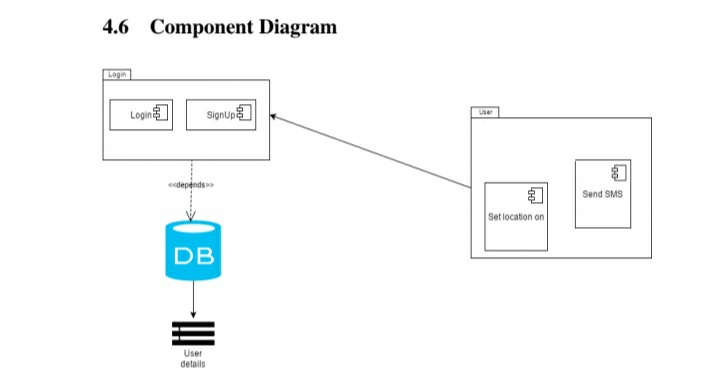 4.6 Component Diagram
Login
Login
SignUp
<<depends>>
DB
User
details
User
Set location on
Send SMS